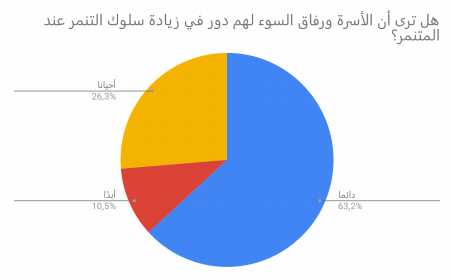 هل ترى أن الأسرة ورفاق السوء لهم دور في زيادة سلوك التنمر عند
المتنمر؟
أحيانا
26,3%
أبدًا
10,5%
دائما
63,2%